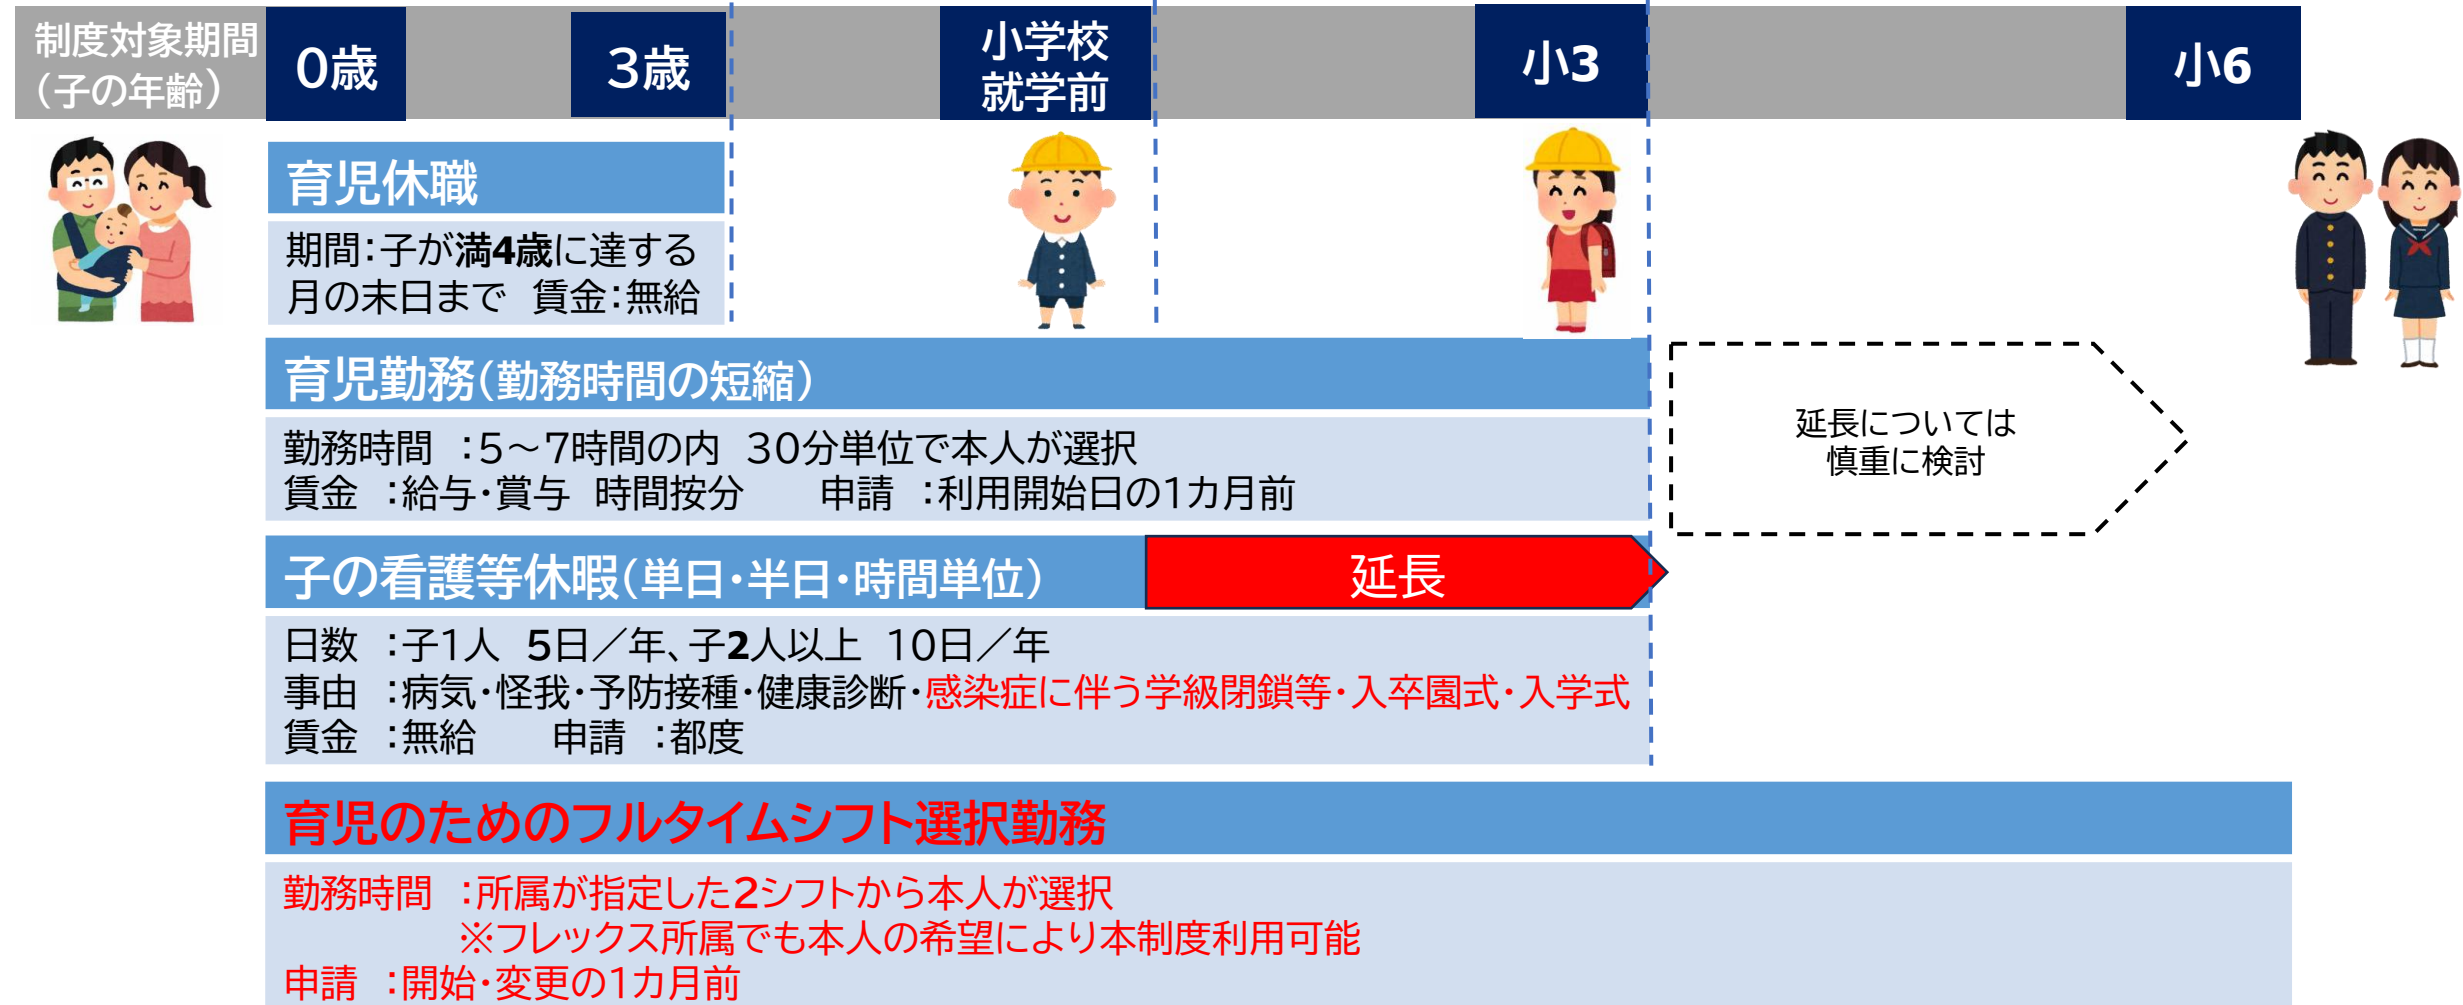 制度対象期間
（子の年齢）
0歳
3歳
小学校
就学前
小3
小6
育児休職
期間：子が満4歳に達する
月の末日まで　賃金：無給
育児勤務（勤務時間の短縮）
勤務時間　：5～7時間の内　30分単位で本人が選択
賃金　：給与・賞与　時間按分　　申請　：利用開始日の1カ月前
延長については
慎重に検討
子の看護等休暇（単日・半日・時間単位）
延長
日数　：子1人　5日／年、子2人以上　10日／年
事由　：病気・怪我・予防接種・健康診断・感染症に伴う学級閉鎖等・入卒園式・入学式
賃金　：無給　　申請　：都度
育児のためのフルタイムシフト選択勤務
勤務時間　：所属が指定した2シフトから本人が選択
※フレックス所属でも本人の希望により本制度利用可能
申請　：開始・変更の1カ月前